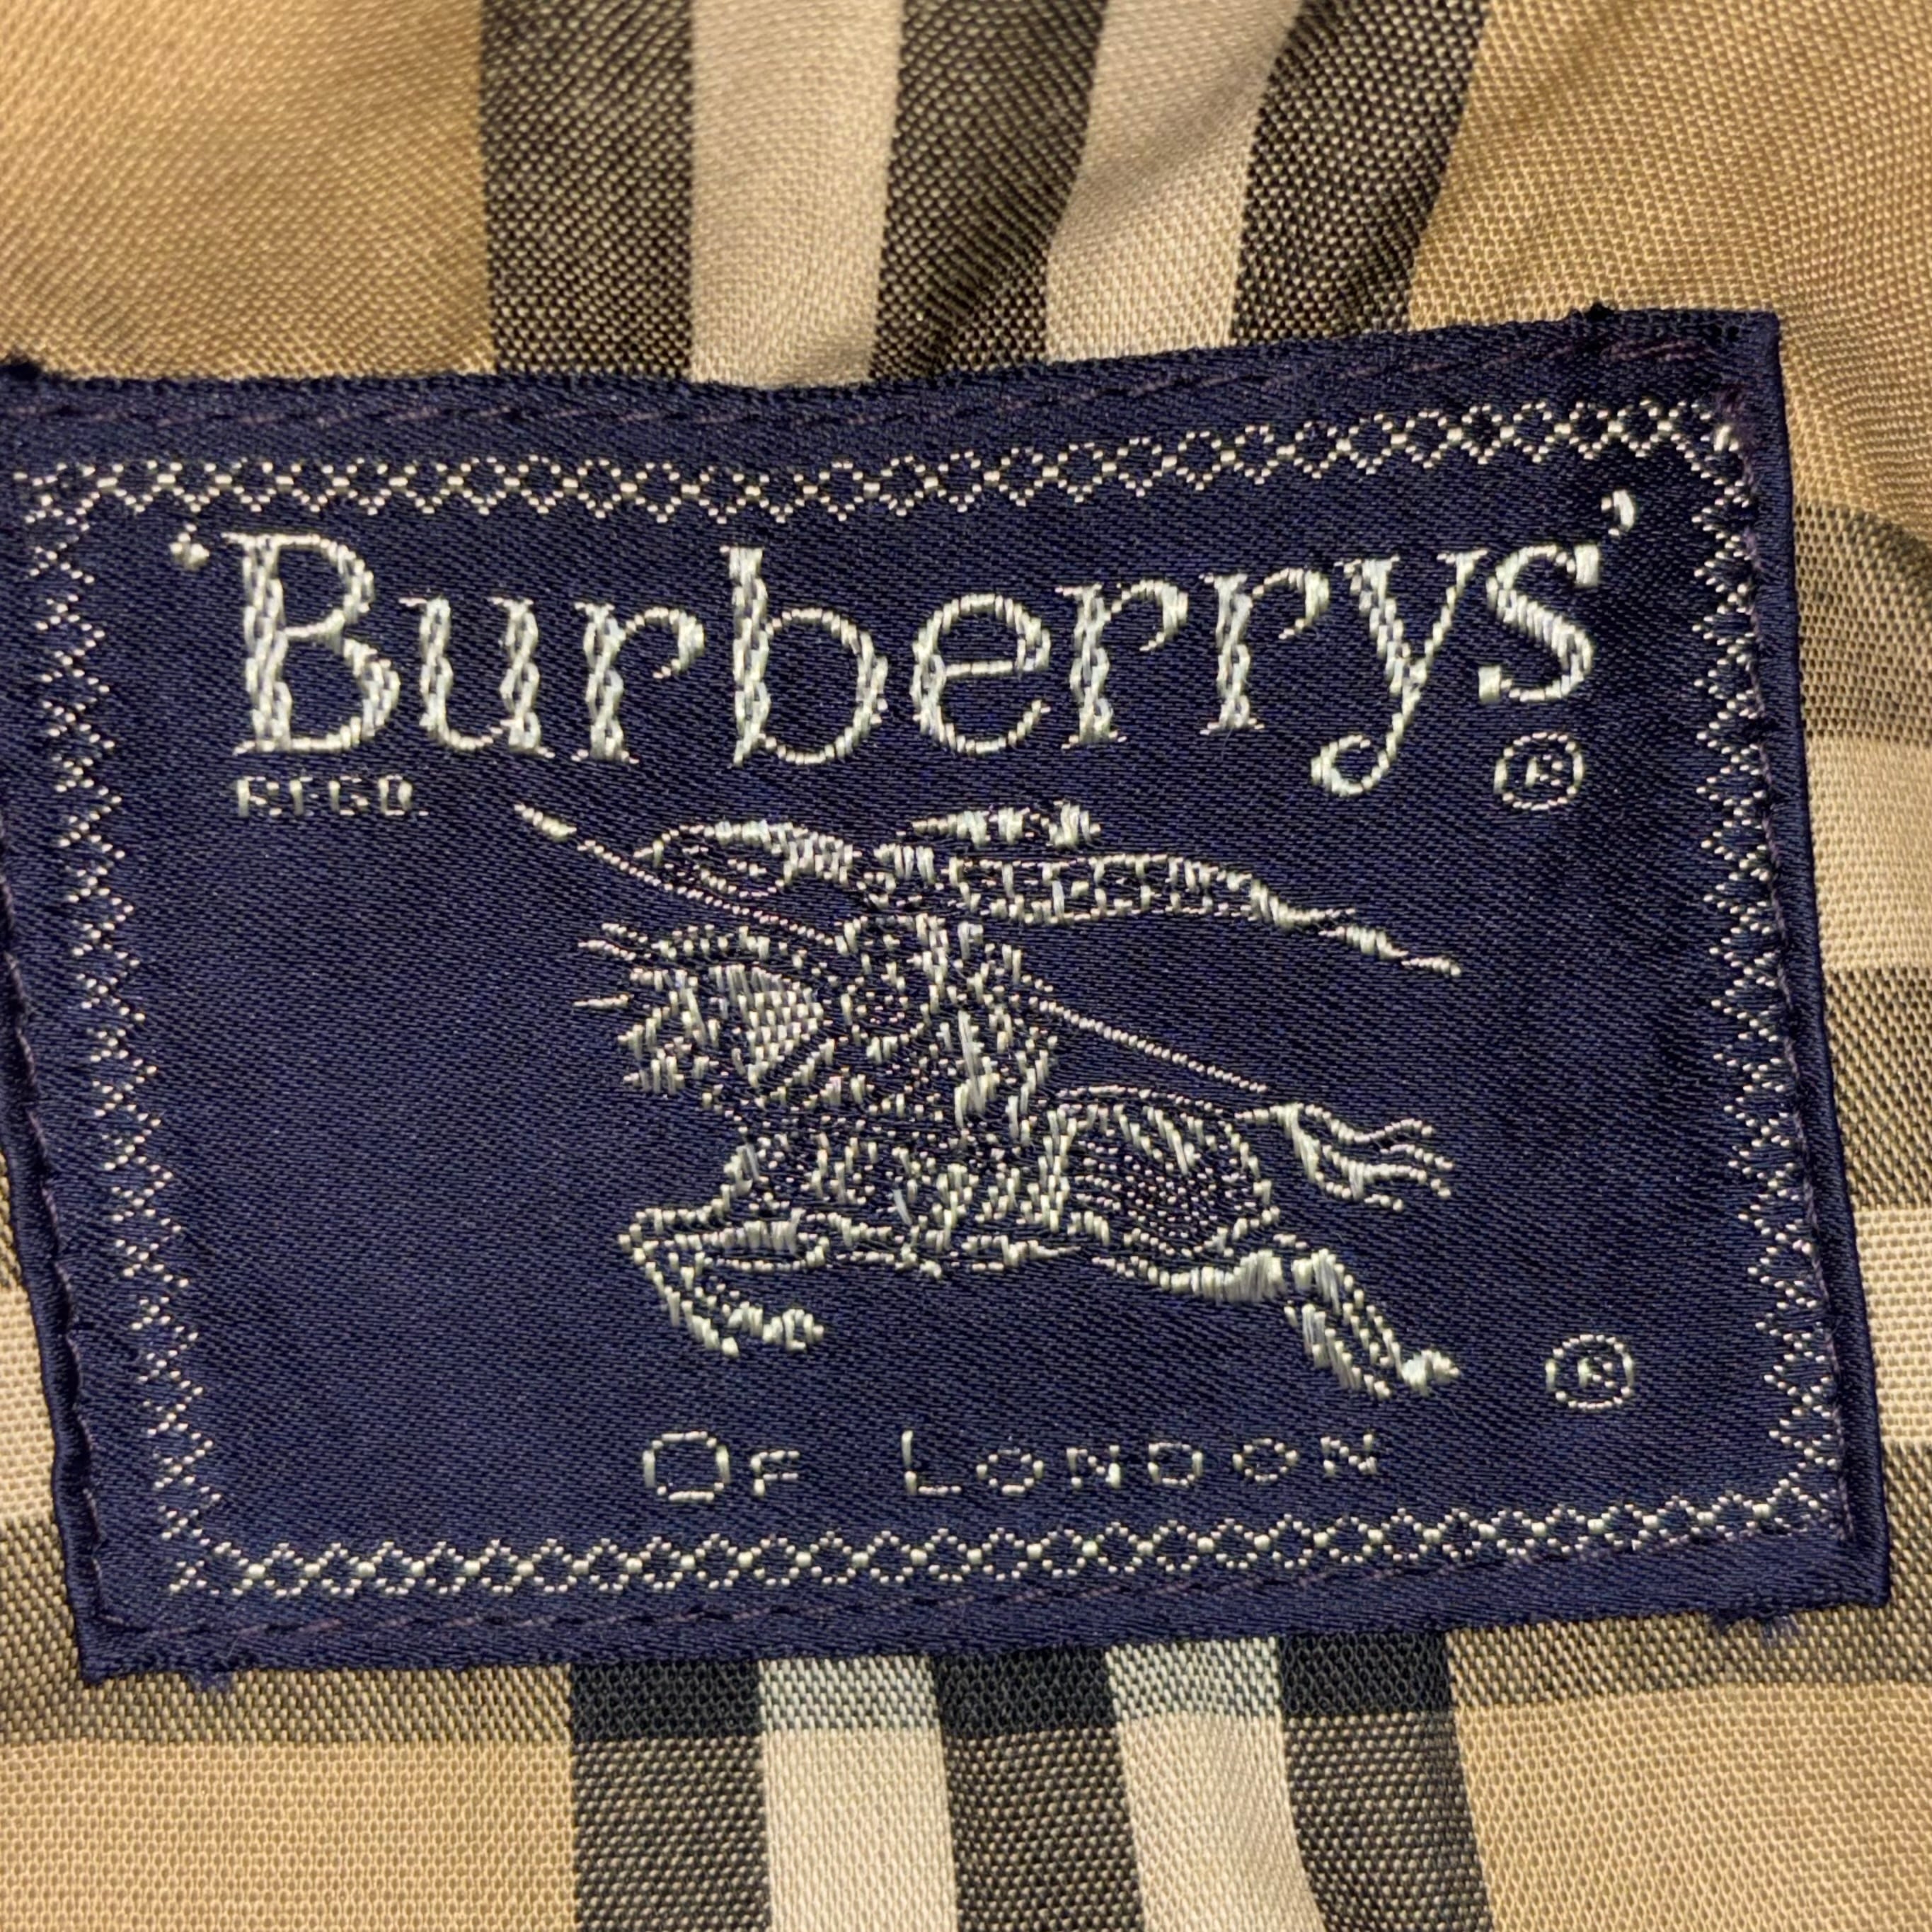 ‘Burberrys’
REGD.
®
®
OF LONDON